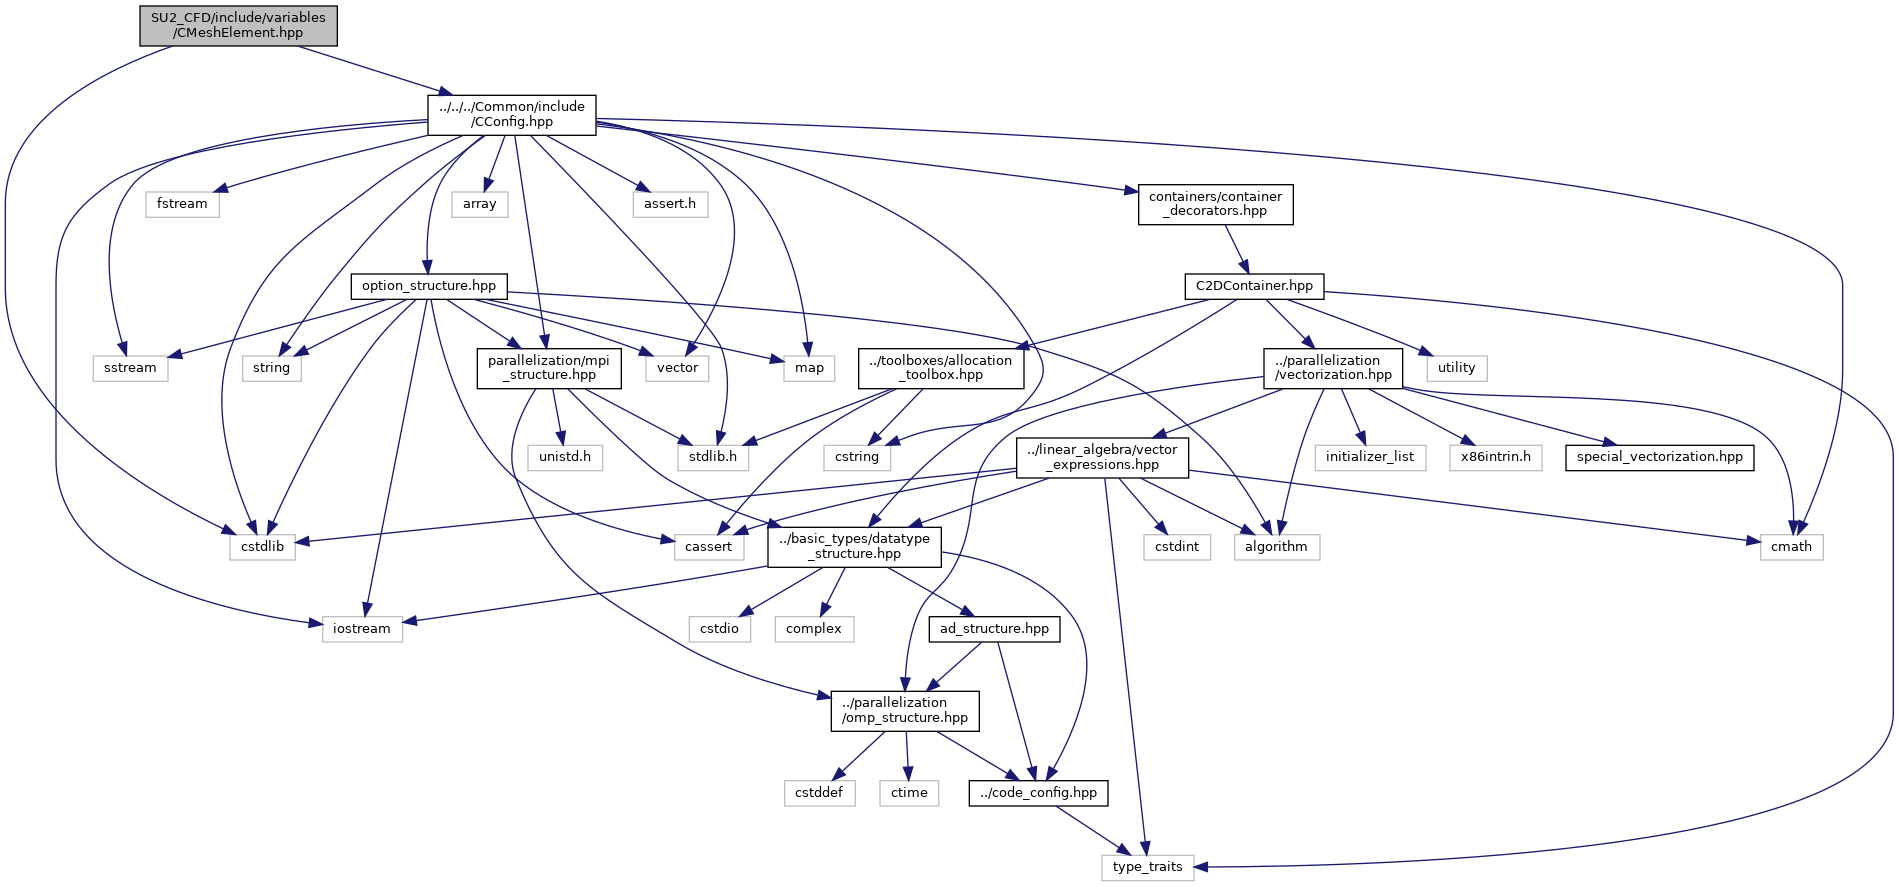 SU2_CFD/include/variables
/CMeshElement.hpp
../../../Common/include
/CConfig.hpp
fstream
array
assert.h
containers/container
_decorators.hpp
option_structure.hpp
C2DContainer.hpp
sstream
string
parallelization/mpi
_structure.hpp
vector
map
../toolboxes/allocation
_toolbox.hpp
../parallelization
/vectorization.hpp
utility
unistd.h
stdlib.h
cstring
../linear_algebra/vector
_expressions.hpp
initializer_list
x86intrin.h
special_vectorization.hpp
cstdlib
cassert
../basic_types/datatype
_structure.hpp
cstdint
algorithm
cmath
iostream
cstdio
complex
ad_structure.hpp
../parallelization
/omp_structure.hpp
cstddef
ctime
../code_config.hpp
type_traits